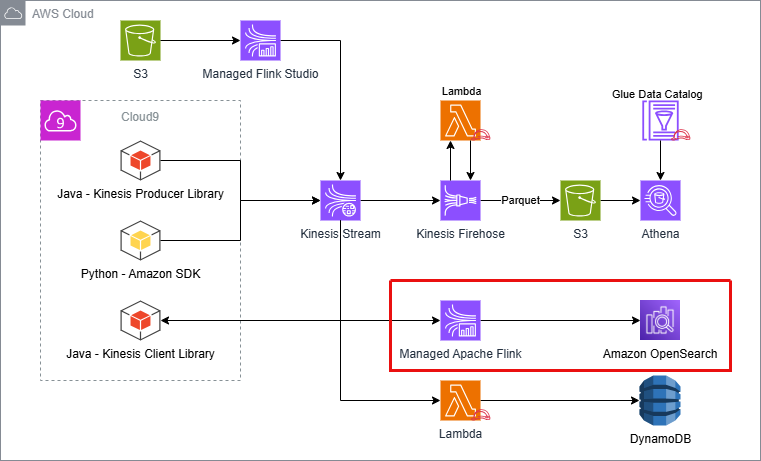 AWS Cloud
S3
Managed Flink Studio
Cloud9
9
Lambda
Glue Data Catalog
Java - Kinesis Producer Library
Kinesis Stream
Kinesis Firehose
Parquet
S3
Athena
Python - Amazon SDK
Java - Kinesis Client Library
Managed Apache Flink
Amazon OpenSearch
Lambda
DynamoDB